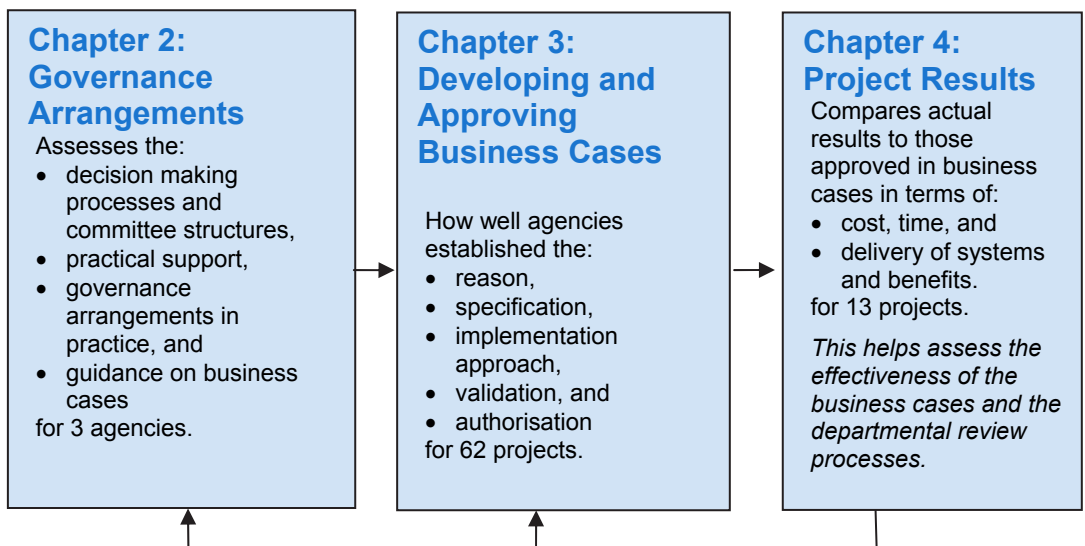 Chapter 2:
Governance
Arrangements
Assesses the:
• decision making
processes and
committee structures,
• practical support,
• governance
arrangements in
practice, and
• guidance on business
cases
for 3 agencies.
Chapter 3:
Developing and
Approving
Business Cases
How well agencies
established the:
• reason,
• specification,
• implementation
approach,
• validation, and
• authorisation
for 62 projects.
Chapter 4:
Project Results
Compares actual
results to those
approved in business
cases in terms of:
• cost, time, and
• delivery of systems
and benefits.
for 13 projects.
This helps assess the
effectiveness of the
business cases and the
departmental review
processes.